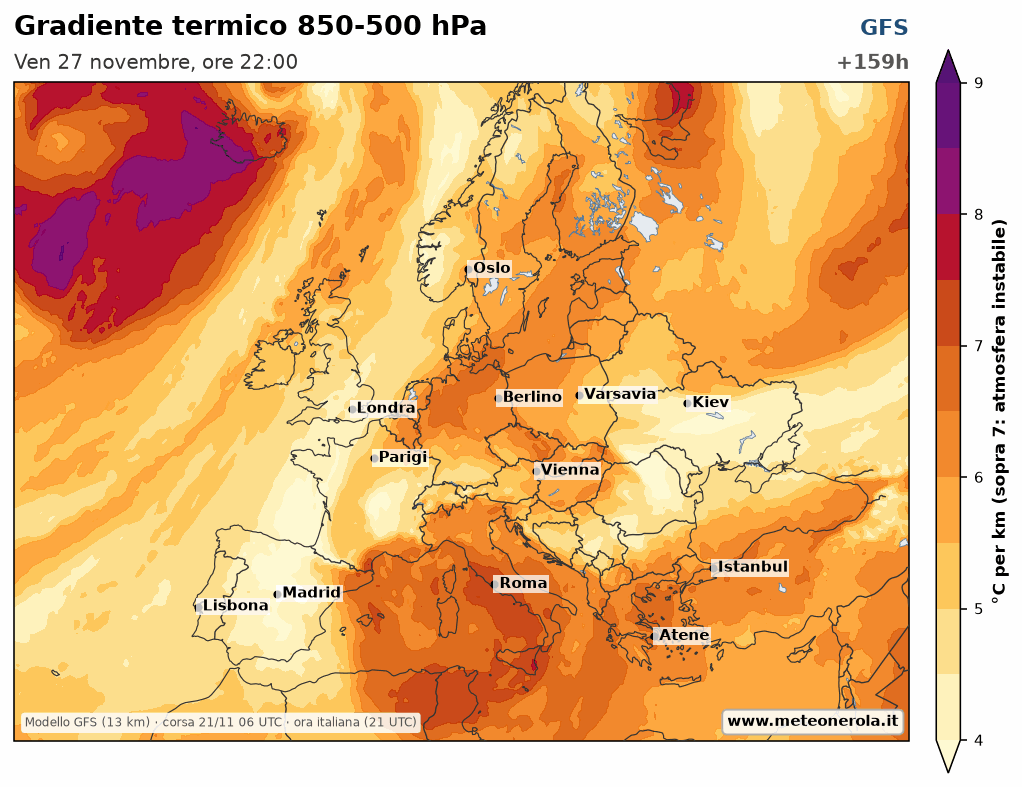 Gradiente termico 850-500 hPa
GFS
Ven 27 novembre, ore 22:00
+159h
9
8
7
6
5
4
°C per km (sopra 7: atmosfera instabile)
Oslo
Londra
Berlino
Varsavia
Kiev
Parigi
Vienna
Istanbul
Roma
Madrid
Lisbona
Atene
Modello GFS (13 km) · corsa 21/11 06 UTC · ora italiana (21 UTC)
www.meteonerola.it